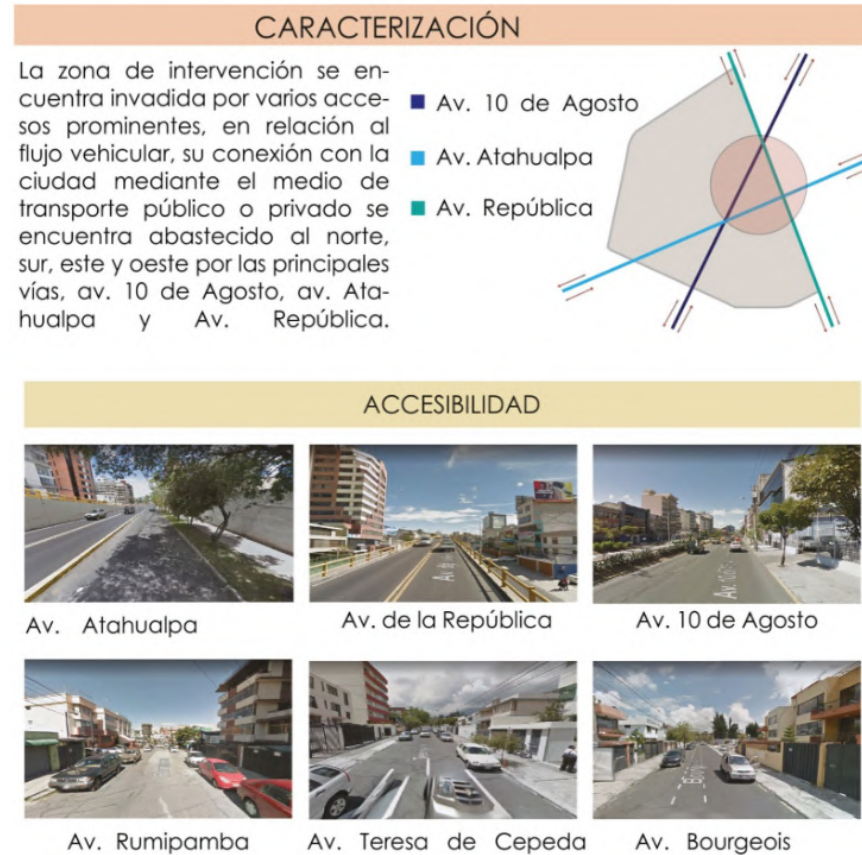 CARACTERIZACIÓN
La zona de intervención se en-
cuentra invadida por varios acce-
sos prominentes, en relación al
flujo vehicular, su conexión con la
ciudad mediante el medio de
transporte público o privado se
encuentra abastecido al norte,
sur, este y oeste por las principales
vías, av. 10 de Agosto, av. Ata-
hualpa y Av. República.
Av. 10 de Agosto
Av. Atahualpa
Av. República
ACCESIBILIDAD
Av. Atahualpa
Av. de la República
Av. 10 de Agosto
Av. Rumipamba
Av. Teresa de Cepeda
Av. Bourgeois